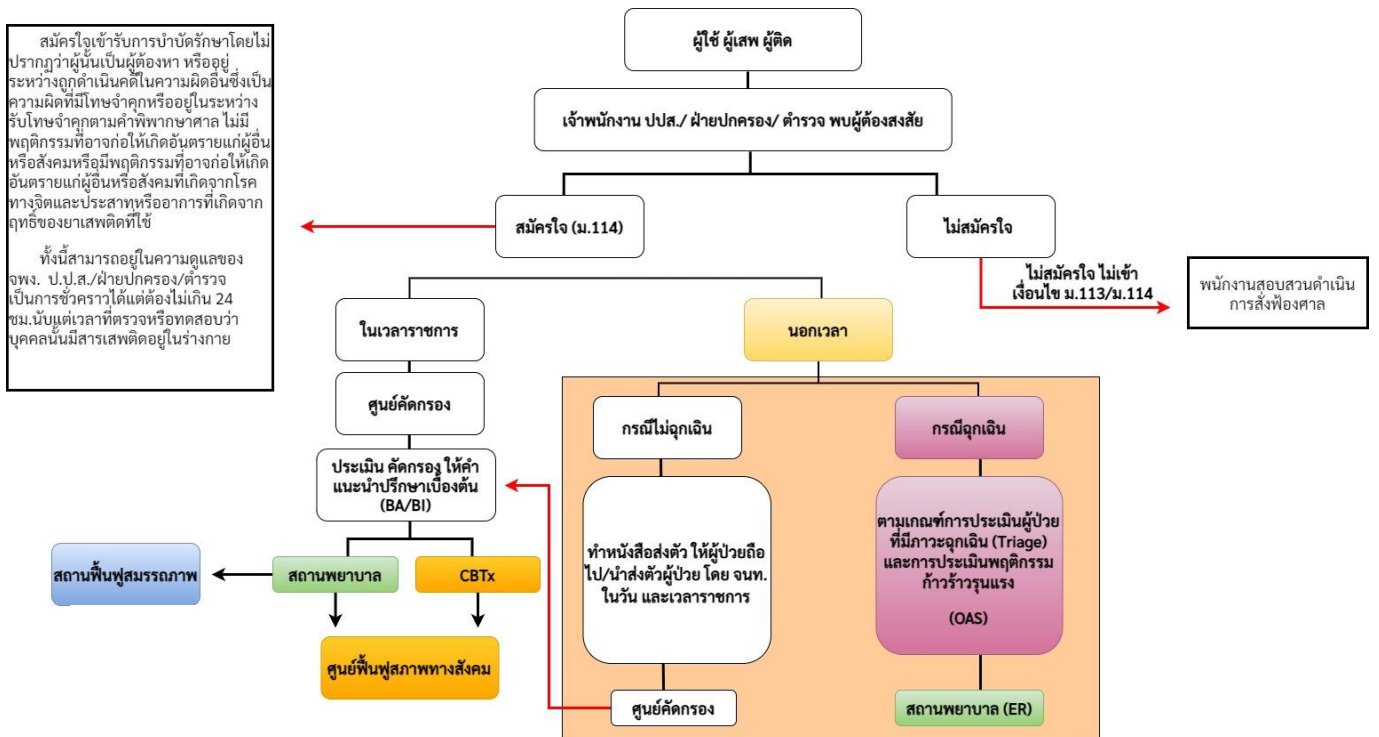 ผู้ใช้ ผู้เสพ ผู้ติด
สมัครใจเข้ารับการบำบัดรักษาโดยไม่
ปรากฏว่าผู้นั้นเป็นผู้ต้องหา หรืออยู่
ระหว่างถูกดำเนินคดีในความผิดอื่นซึ่งเป็น
ความผิดที่มีโทษจำคุกหรืออยู่ในระหว่าง
รับโทษจำคุกตามคำพิพากษาศาล ไม่มี
พฤติกรรมที่อาจก่อให้เกิดอันตรายแก่ผู้อื่น
หรือสังคมหรือมีพฤติกรรมที่อาจก่อให้เกิด
อันตรายแก่ผู้อื่นหรือสังคมที่เกิดจากโรค
ทางจิตและประสาทหรืออาการที่เกิดจาก
ฤทธิ์ของยาเสพติดที่ใช้
ทั้งนี้สามารถอยู่ในความดูแลของ
จพง. ป.ป.ส./ฝ่ายปกครอง/ตำรวจ
เป็นการชั่วคราวได้แต่ต้องไม่เกิน 24
ชม.นับแต่เวลาที่ตรวจหรือทดสอบว่า
บุคคลนั้นมีสารเสพติดอยู่ในร่างกาย
เจ้าพนักงาน ปปส./ ฝ่ายปกครอง/ ตำรวจ พบผู้ต้องสงสัย
สมัครใจ (ม.114)
ไม่สมัครใจ
ไม่สมัครใจ ไม่เข้า
เงื่อนไข ม.113/ม.114
พนักงานสอบสวนดำเนิน
การสั่งฟ้องศาล
ในเวลาราชการ
นอกเวลา
ศูนย์คัดกรอง
กรณีไม่ฉุกเฉิน
กรณีฉุกเฉิน
ประเมิน คัดกรอง ให้คำ
แนะนำปรึกษาเบื้องต้น
(BA/BI)
ทำหนังสือส่งตัว ให้ผู้ป่วยถือ
ไป/นำส่งตัวผู้ป่วย โดย จนท.
ในวัน และเวลาราชการ
ตามเกณฑ์การประเมินผู้ป่วย
ที่มีภาวะฉุกเฉิน (Triage)
และการประเมินพฤติกรรม
ก้าวร้าวรุนแรง
(OAS)
สถานฟื้นฟูสมรรถภาพ
สถานพยาบาล
CBTx
ศูนย์ฟื้นฟูสภาพทางสังคม
ศูนย์คัดกรอง
สถานพยาบาล (ER)